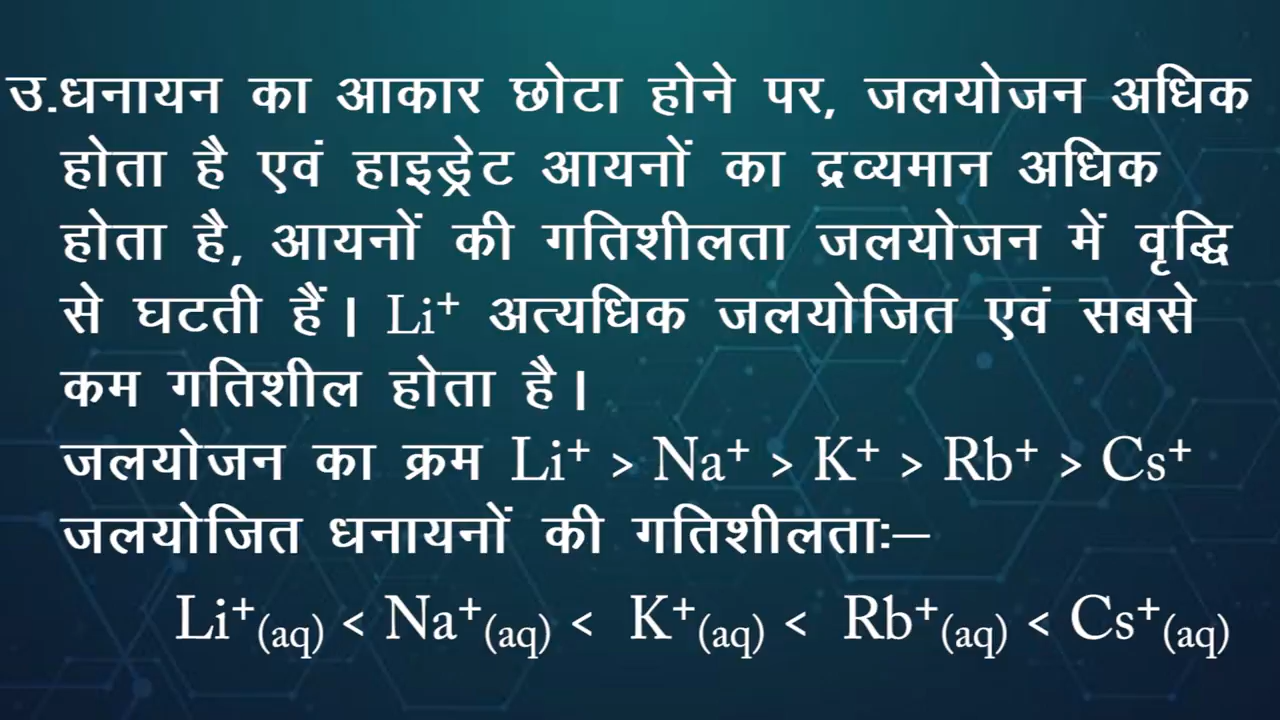 उ.धनायन का आकार छोटा होने पर, जलयोजन अधिक
होता है एवं हाइड्रेट आयनों का द्रव्यमान अधिक
होता है, आयनों की गतिशीलता जलयोजन में वृद्धि
से घटती हैं। Li⁺ अत्यधिक जलयोजित एवं सबसे
कम गतिशील होता है।
जलयोजन का क्रम Li⁺ > Na⁺ > K⁺ > Rb⁺ > Cs⁺
जलयोजित धनायनों की गतिशीलताः–
Li⁺(aq) < Na⁺(aq) < K⁺(aq) < Rb⁺(aq) < Cs⁺(aq)